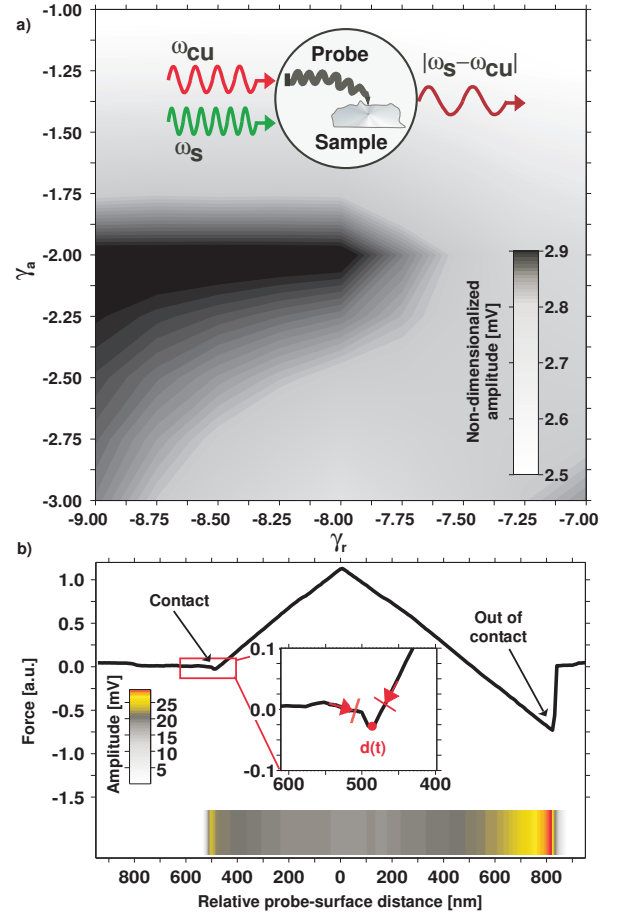 a)
-1.00
-1.25
-1.50
-1.75
-2.00
-2.25
-2.50
-2.75
-3.00
γa
ωcu
ωs
Probe
Sample
|ωs−ωcu|
Non-dimensionalized
amplitude [mV]
2.9
2.8
2.7
2.6
2.5
-9.00 -8.50 -8.25 -8.00 -7.75 -7.50 -7.00
γr
b)
1.0
0.5
0.0
-0.5
-1.0
-1.5
Force [a.u.]
Contact
Out of
contact
Amplitude [mV]
25
20
15
10
5
0.1
0.0
-0.1
d(t)
600 500 400
800 600 400 200 0 200 400 600 800
Relative probe-surface distance [nm]